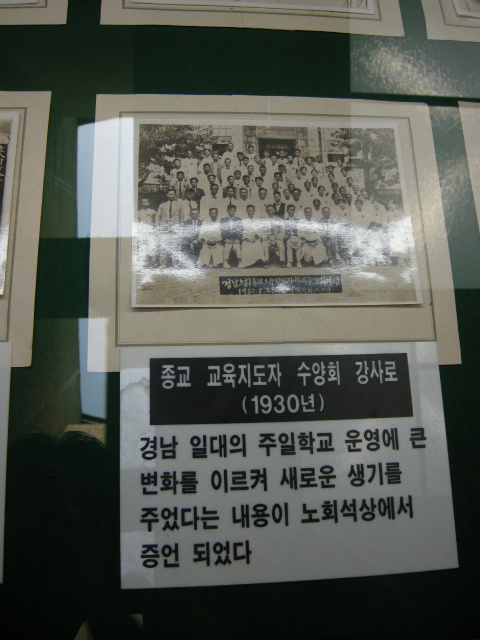 1930.
종교 교육지도자 수양회 강사로
(1930년)
경남 일대의 주일학교 운영에 큰
변화를 이르켜 새로운 생기를
주었다는 내용이 노회석상에서
증언 되었다